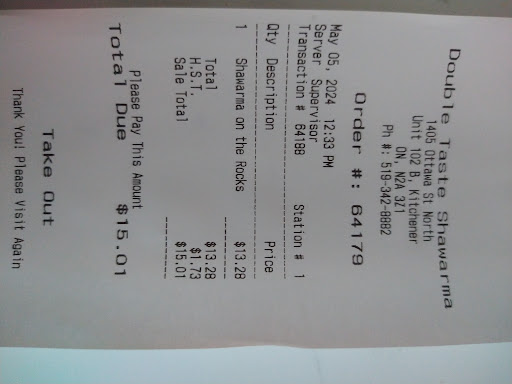 Double Taste Shawarma
1405 Ottawa St North
Unit 102 B, Kitchener
ON, N2A 3Z1
Ph #: 519-342-8882
Order #: 64179
May 05, 2024 12:33 PM
Server Supervisor
Transaction # 64188 Station # 1
Qty Description Price
1 Shawarma on the Rocks $13.28
Total $13.28
H.S.T. $1.73
Sale Total $15.01
Please Pay This Amount
Total Due $15.01
Take Out
Thank You! Please Visit Again